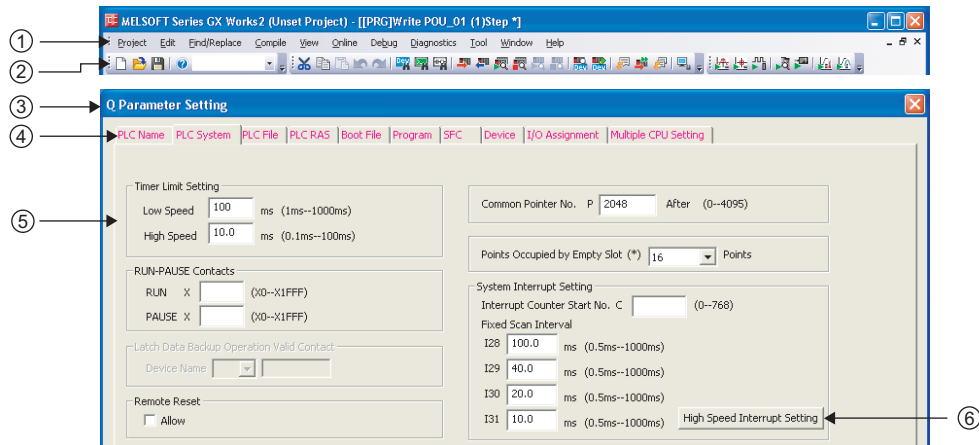 MELSOFT Series GX Works2 (Unset Project) - [[PRG]Write POU_01 (1)Step *]
① Project Edit Find/Replace Compile View Online Debug Diagnostics Tool Window Help
②
③ Q Parameter Setting
④ PLC Name PLC System PLC File PLC RAS Boot File Program SFC Device I/O Assignment Multiple CPU Setting
⑤
Timer Limit Setting
Low Speed 100 ms (1ms--1000ms)
High Speed 10.0 ms (0.1ms--100ms)
RUN-PAUSE Contacts
RUN X (X0--X1FFF)
PAUSE X (X0--X1FFF)
Latch Data Backup Operation Valid Contact
Device Name
Remote Reset
Allow
Common Pointer No. P 2048 After (0--4095)
Points Occupied by Empty Slot (*) 16 Points
System Interrupt Setting
Interrupt Counter Start No. C (0--768)
Fixed Scan Interval
I28 100.0 ms (0.5ms--1000ms)
I29 40.0 ms (0.5ms--1000ms)
I30 20.0 ms (0.5ms--1000ms)
I31 10.0 ms (0.5ms--1000ms) High Speed Interrupt Setting ⑥